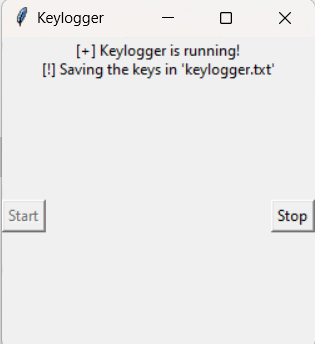 Keylogger
[+] Keylogger is running!
[!] Saving the keys in 'keylogger.txt'
Start
Stop